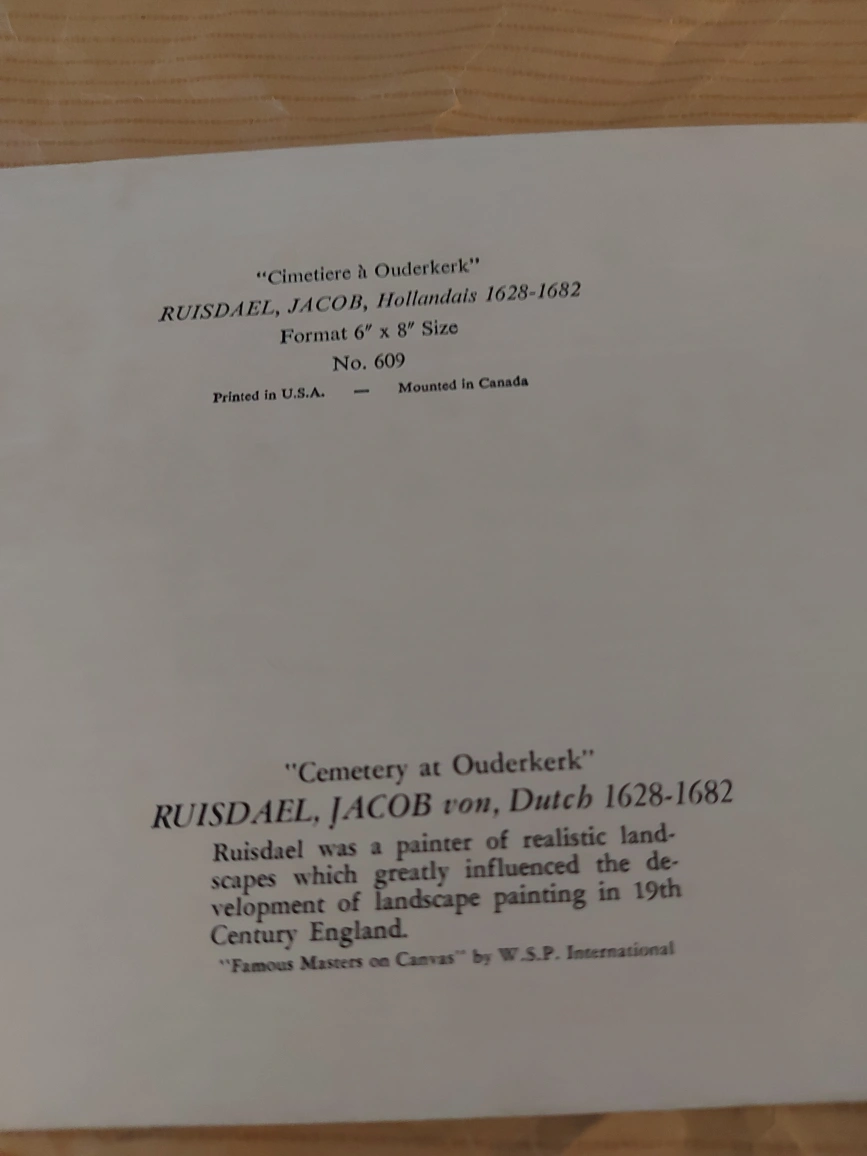 “Cimetiere à Ouderkerk”
RUISDAEL, JACOB, Hollandais 1628-1682
Format 6″ x 8″ Size
No. 609
Printed in U.S.A. — Mounted in Canada
"Cemetery at Ouderkerk"
RUISDAEL, JACOB von, Dutch 1628-1682
Ruisdael was a painter of realistic land-
scapes which greatly influenced the de-
velopment of landscape painting in 19th
Century England.
"Famous Masters on Canvas" by W.S.P. International